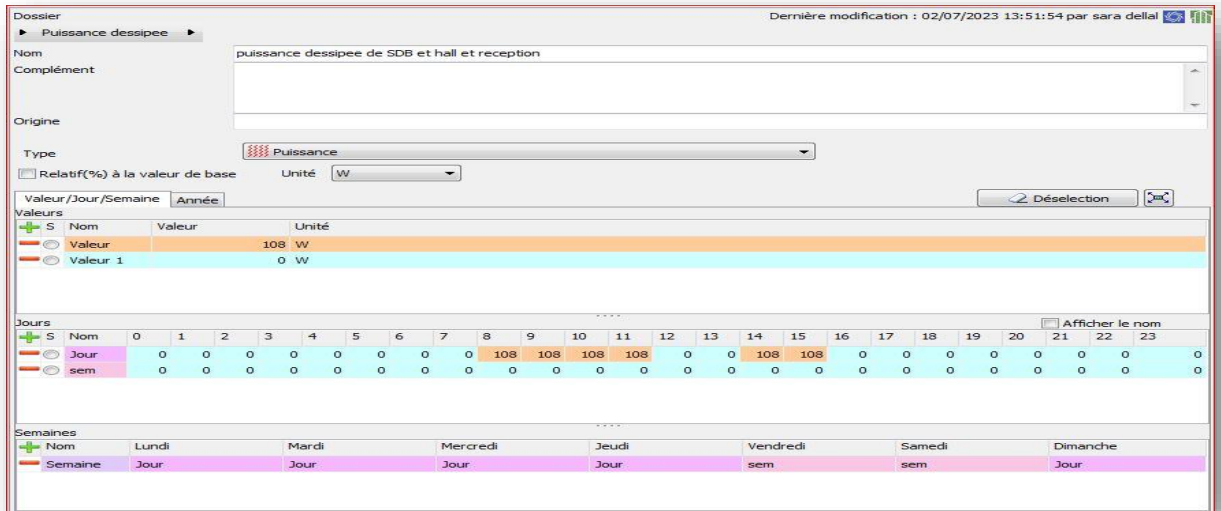 Dossier Dernière modification : 02/07/2023 13:51:54 par sara dellal
Puissance dessipee
Nom puissance dessipee de SDB et hall et reception
Complément
Origine
Type Puissance
Relatif(%) à la valeur de base Unité W
Valeur/Jour/Semaine Année Déselection
Valeurs
S Nom Valeur Unité
Valeur 108 W
Valeur 1 0 W
Jours Afficher le nom
S Nom 0 1 2 3 4 5 6 7 8 9 10 11 12 13 14 15 16 17 18 19 20 21 22 23
Jour 0 0 0 0 0 0 0 0 108 108 108 108 0 0 108 108 0 0 0 0 0 0 0 0
sem 0 0 0 0 0 0 0 0 0 0 0 0 0 0 0 0 0 0 0 0 0 0 0 0
Semaines
Nom Lundi Mardi Mercredi Jeudi Vendredi Samedi Dimanche
Semaine Jour Jour Jour Jour sem sem Jour